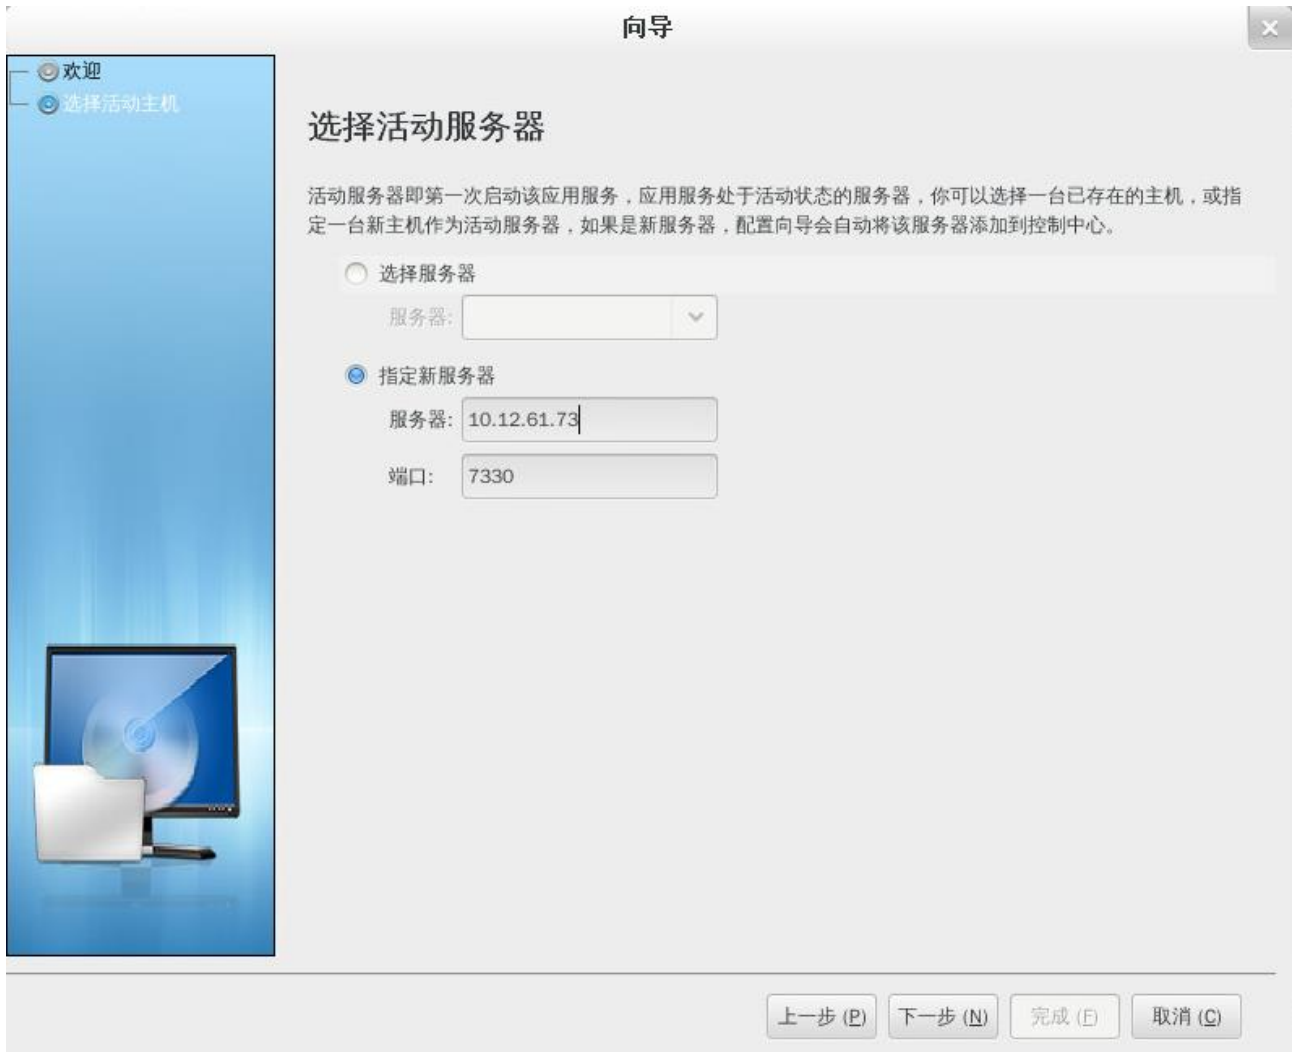 向导
欢迎
选择活动主机
选择活动服务器
活动服务器即第一次启动该应用服务，应用服务处于活动状态的服务器，你可以选择一台已存在的主机，或指
定一台新主机作为活动服务器，如果是新服务器，配置向导会自动将该服务器添加到控制中心。
选择服务器
服务器:
指定新服务器
服务器: 10.12.61.73
端口: 7330
上一步 (P) 下一步 (N) 完成 (F) 取消 (C)